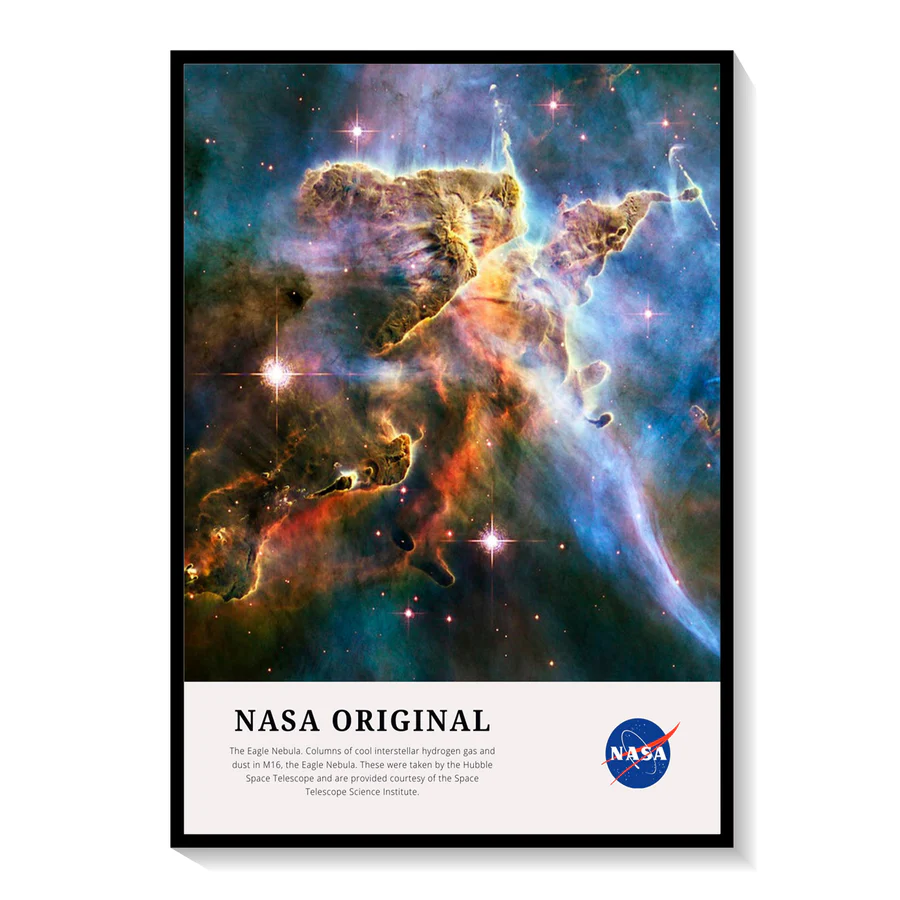 NASA ORIGINAL
The Eagle Nebula. Columns of cool interstellar hydrogen gas and
dust in M16, the Eagle Nebula. These were taken by the Hubble
Space Telescope and are provided courtesy of the Space
Telescope Science Institute.
NASA